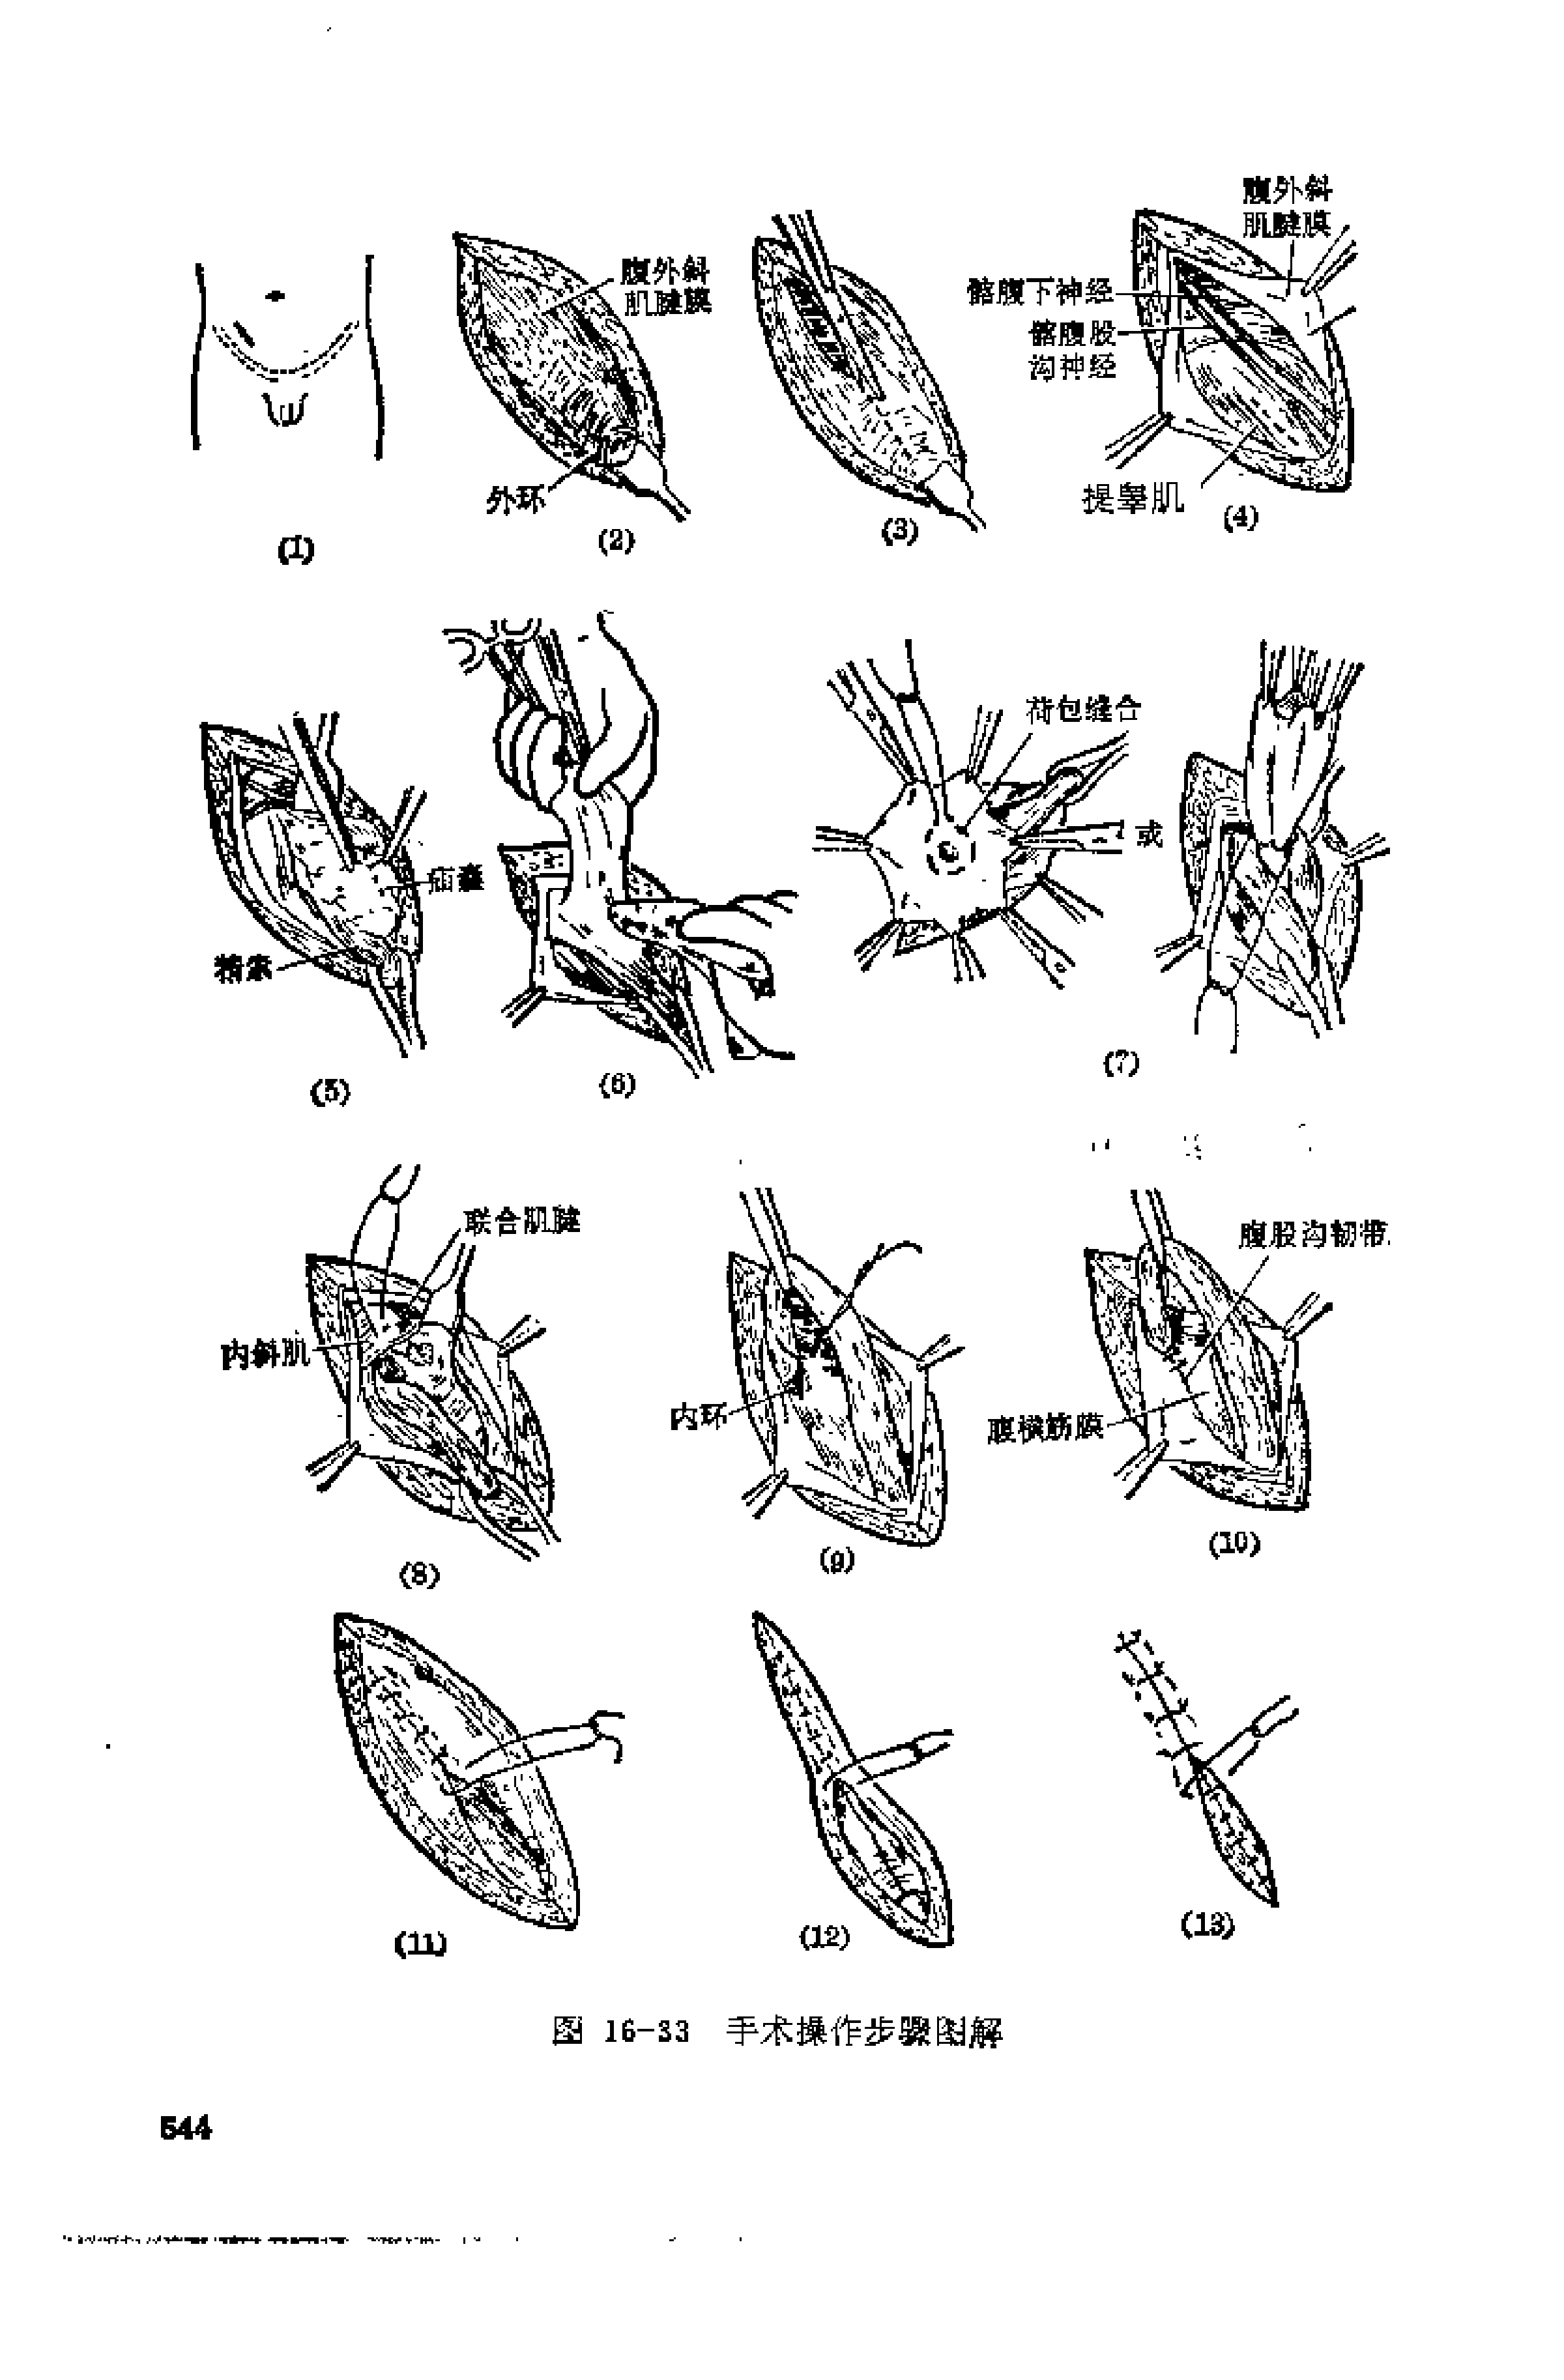 腹外斜
肌腱膜
外环
(1)
(2)
(3)
腹外斜
肌腱膜
髂腹下神经
髂腹股
沟神经
提睾肌
(4)
疝囊
精索
(5)
(6)
荷包缝合
或
(7)
联合肌腱
内斜肌
(8)
内环
(9)
腹股沟韧带
腹横筋膜
(10)
(11)
(12)
(13)
图 16-33 手术操作步骤图解
544